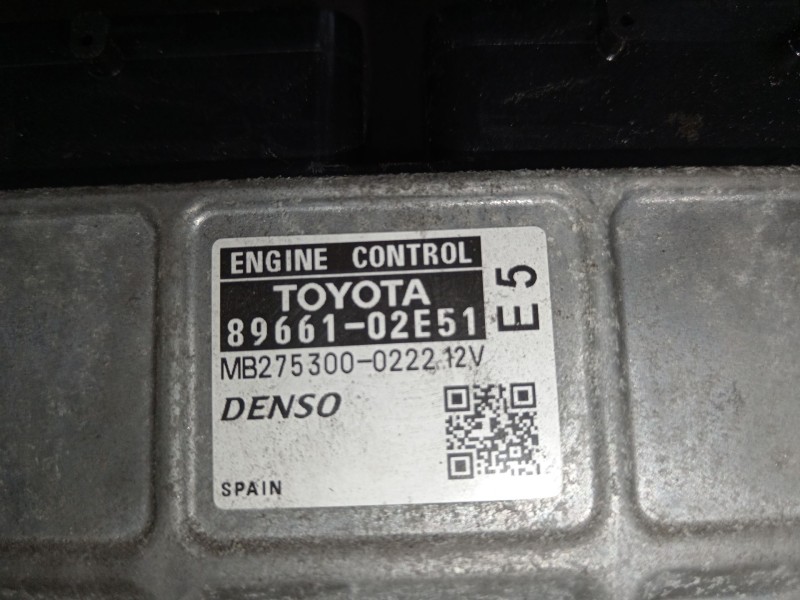 ENGINE CONTROL
TOYOTA
89661-02E51
E5
MB275300-0222 12V
DENSO
SPAIN